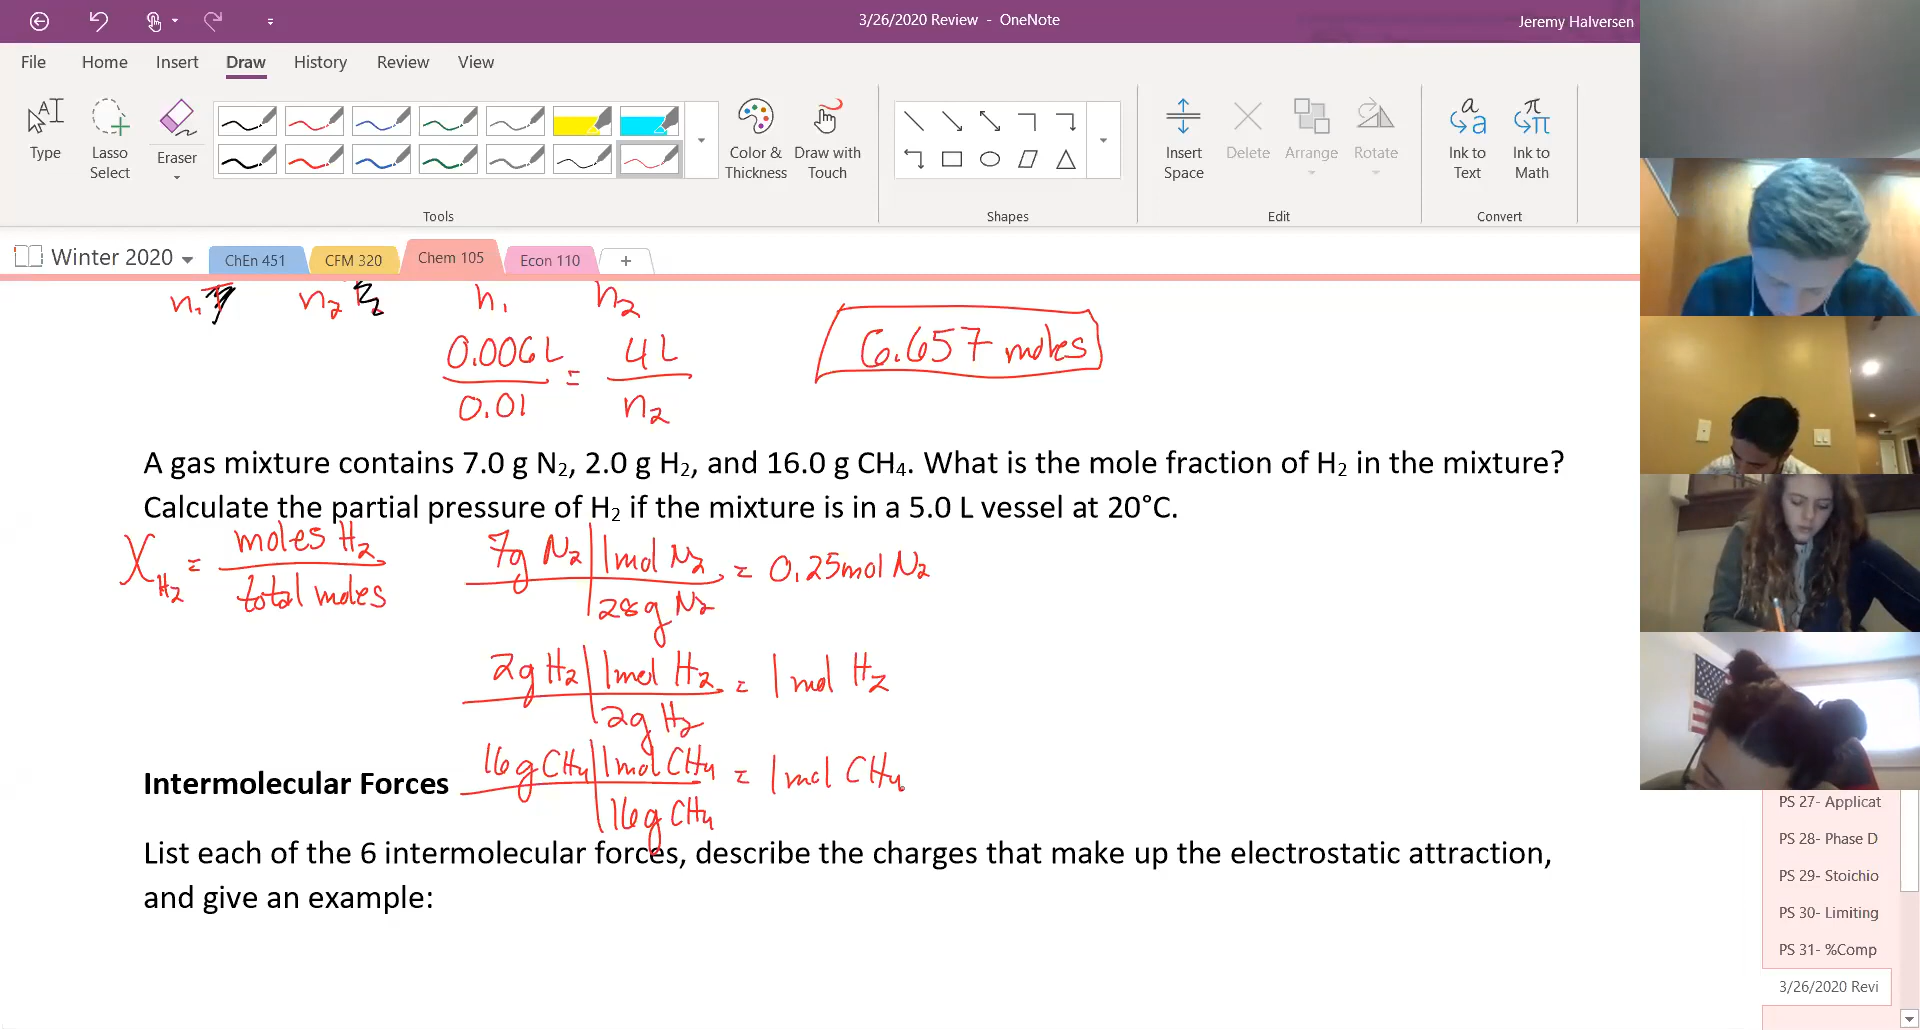 3/26/2020 Review - OneNote
Jeremy Halversen
File Home Insert Draw History Review View
Type
Lasso Select
Eraser
Color & Thickness
Draw with Touch
Insert Space
Delete
Arrange
Rotate
Ink to Text
Ink to Math
Tools
Shapes
Edit
Convert
Winter 2020
ChEn 451
CFM 320
Chem 105
Econ 110
+
n₁ n₂ n₁ n₂
0.006L = 4L
0.01 n₂
6.657 moles
A gas mixture contains 7.0 g N₂, 2.0 g H₂, and 16.0 g CH₄. What is the mole fraction of H₂ in the mixture?
Calculate the partial pressure of H₂ if the mixture is in a 5.0 L vessel at 20°C.
X H₂ = moles H₂
total moles
7g N₂ | 1mol N₂ = 0.25mol N₂
28g N₂
2g H₂ | 1mol H₂ = 1mol H₂
2g H₂
16g CH₄ | 1mol CH₄ = 1mol CH₄
16g CH₄
Intermolecular Forces
List each of the 6 intermolecular forces, describe the charges that make up the electrostatic attraction,
and give an example:
PS 27- Applicat
PS 28- Phase D
PS 29- Stoichio
PS 30- Limiting
PS 31- %Comp
3/26/2020 Revi